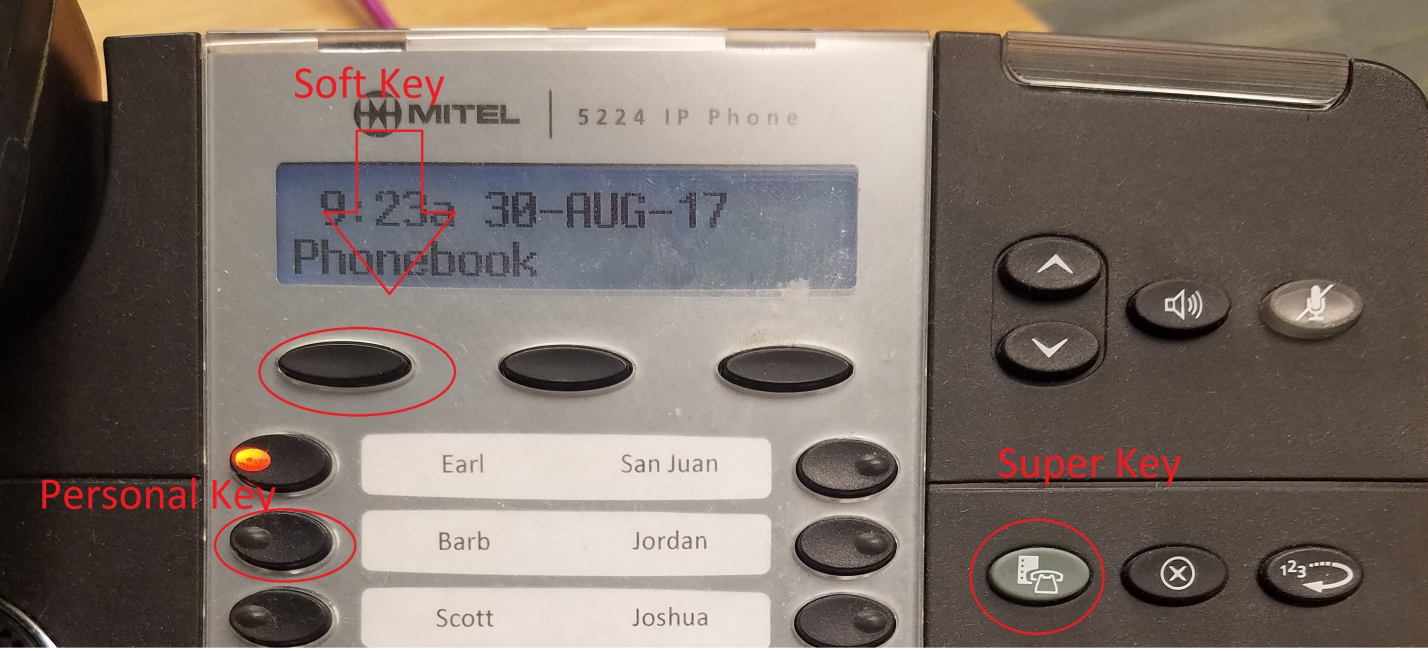 Soft Key
MITEL | 5224 IP Phone
9:23a 30-AUG-17
Phonebook
Earl San Juan
Super Key
Personal Key
Barb Jordan
123
Scott Joshua